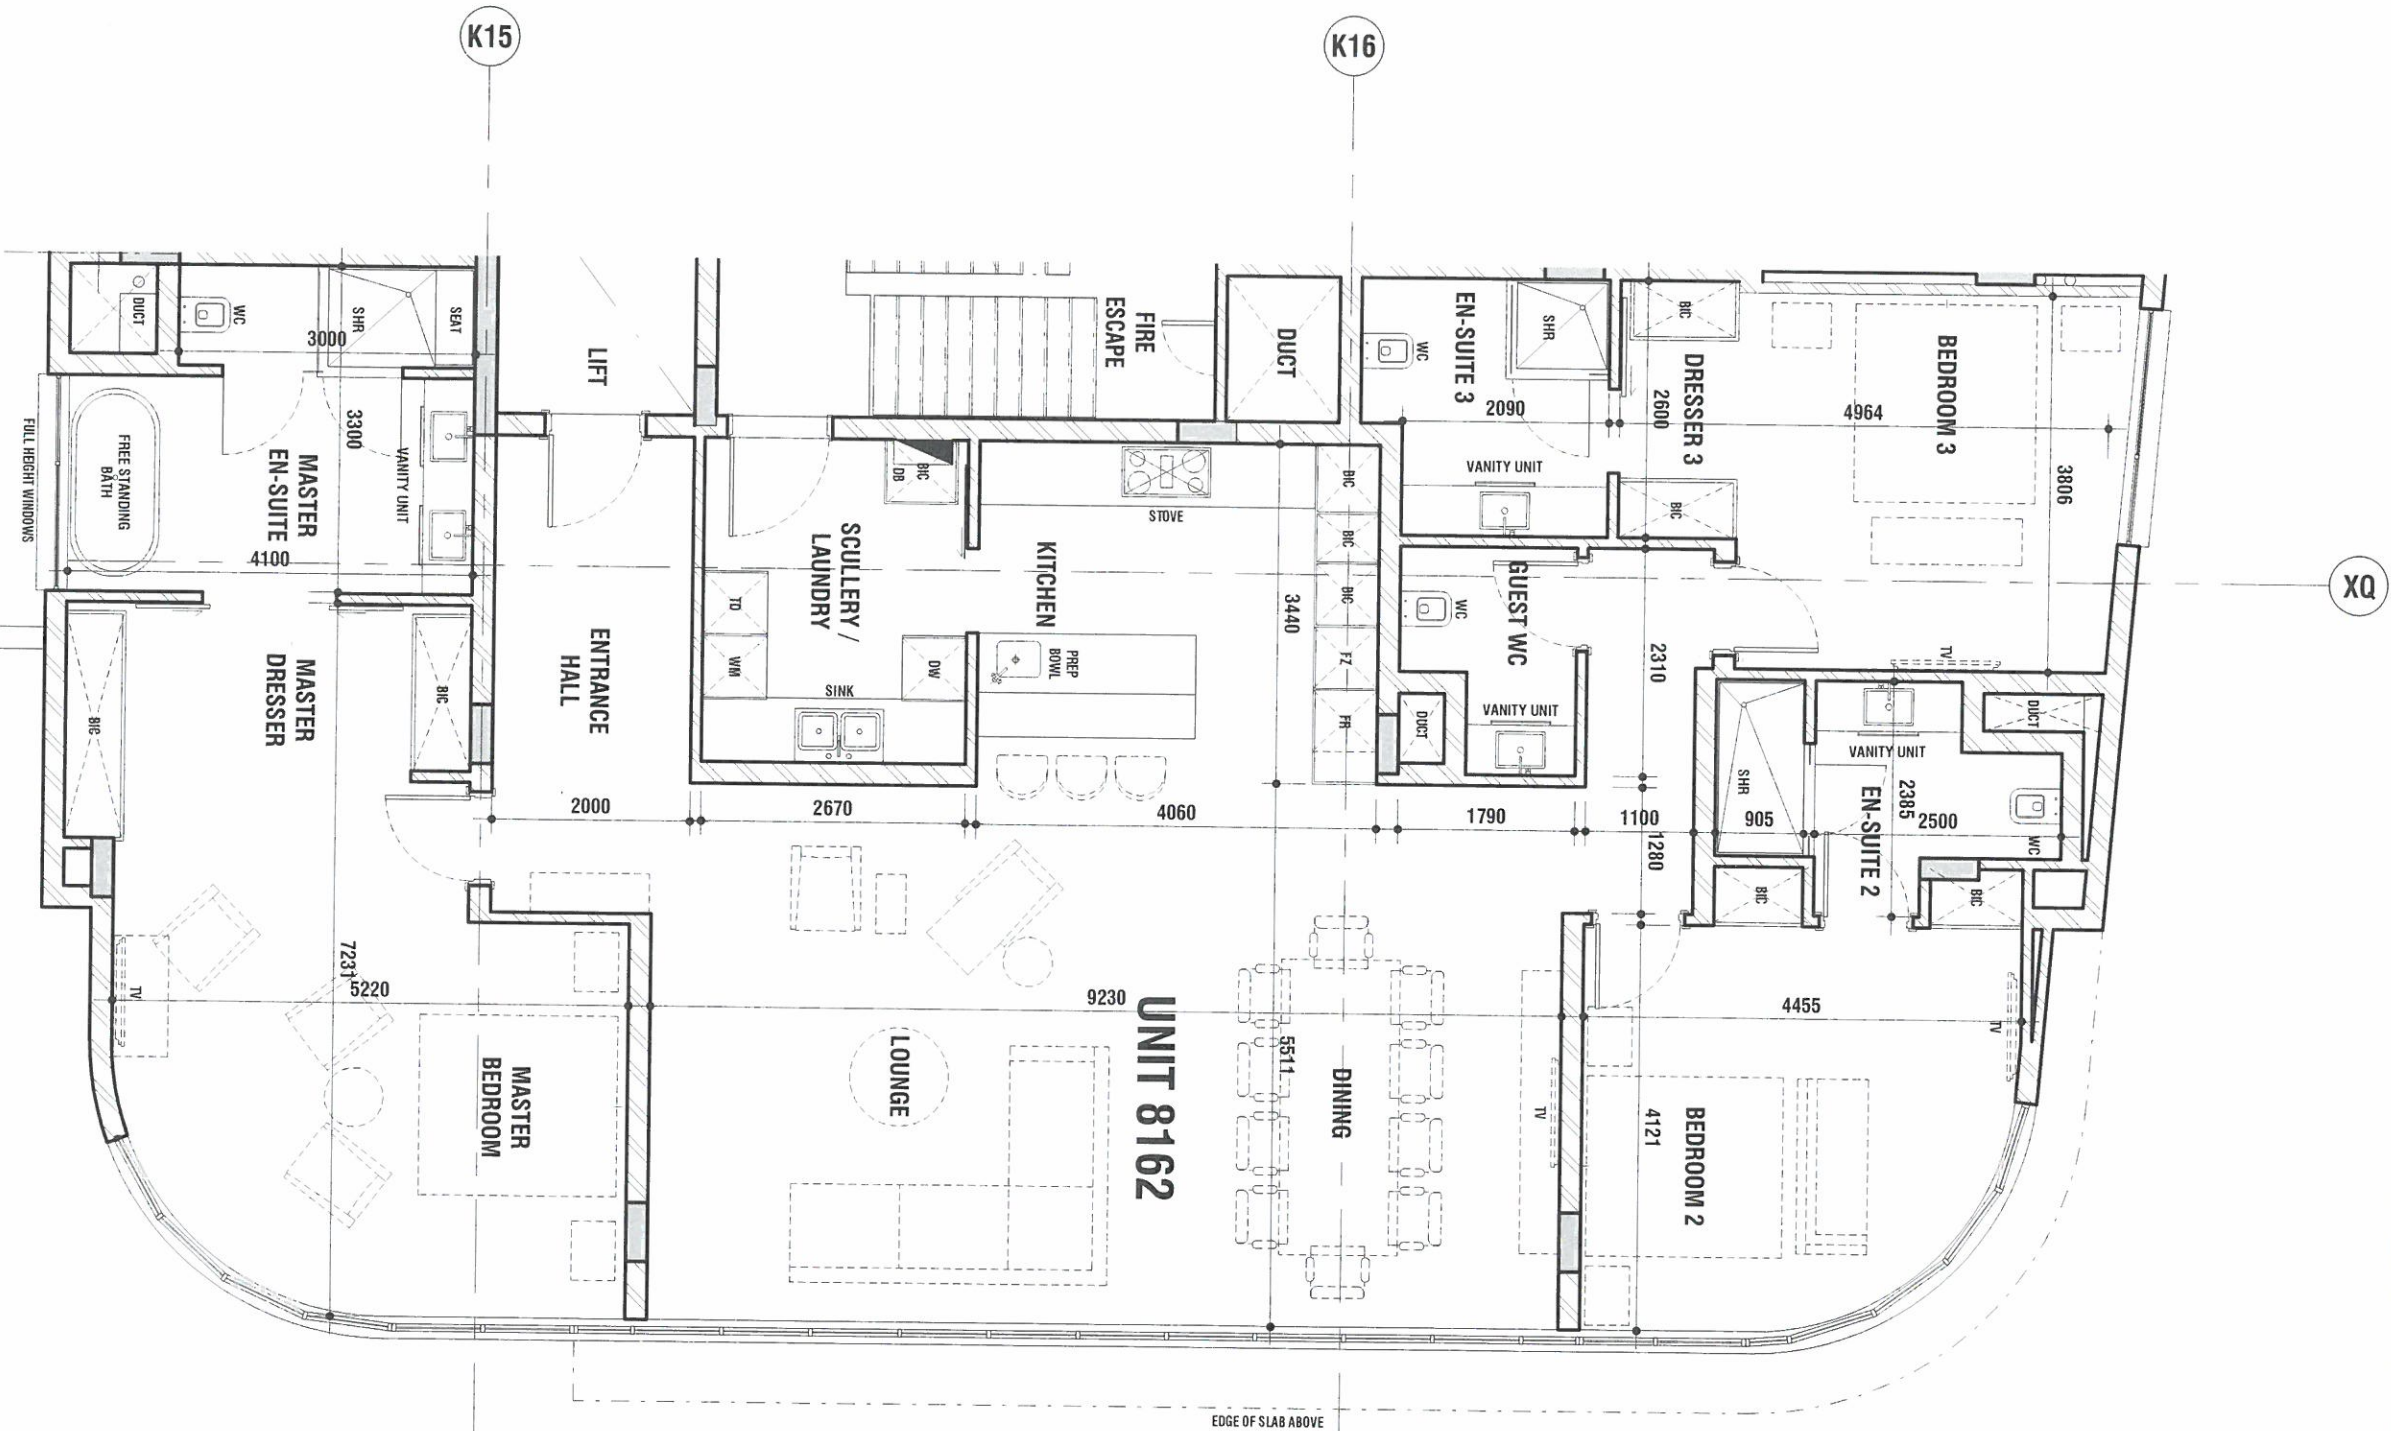 K15
K16
XQ
DUCT
WC
SHR
SEAT
3000
3300
VANITY UNIT
MASTER
EN-SUITE
FREE STANDING
BATH
FULL HEIGHT WINDOWS
4100
LIFT
FIRE
ESCAPE
DUCT
WC
EN-SUITE 3
SHR
2090
VANITY UNIT
BIC
DRESSER 3
2600
BIC
4964
BEDROOM 3
3806
TV
BIC
MASTER
DRESSER
BIC
ENTRANCE
HALL
BIC
DB
SCULLERY /
LAUNDRY
TD
WM
DW
SINK
STOVE
KITCHEN
PREP
BOWL
3440
BIC
BIC
BIC
FZ
FR
WC
GUEST WC
DUCT
VANITY UNIT
2310
SHR
VANITY UNIT
DUCT
WC
EN-SUITE 2
2385
BIC
BIC
2000
2670
4060
1790
1100
905
2500
1280
7231
5220
9230
4455
TV
MASTER
BEDROOM
LOUNGE
UNIT 8162
5511
DINING
TV
4121
BEDROOM 2
TV
EDGE OF SLAB ABOVE